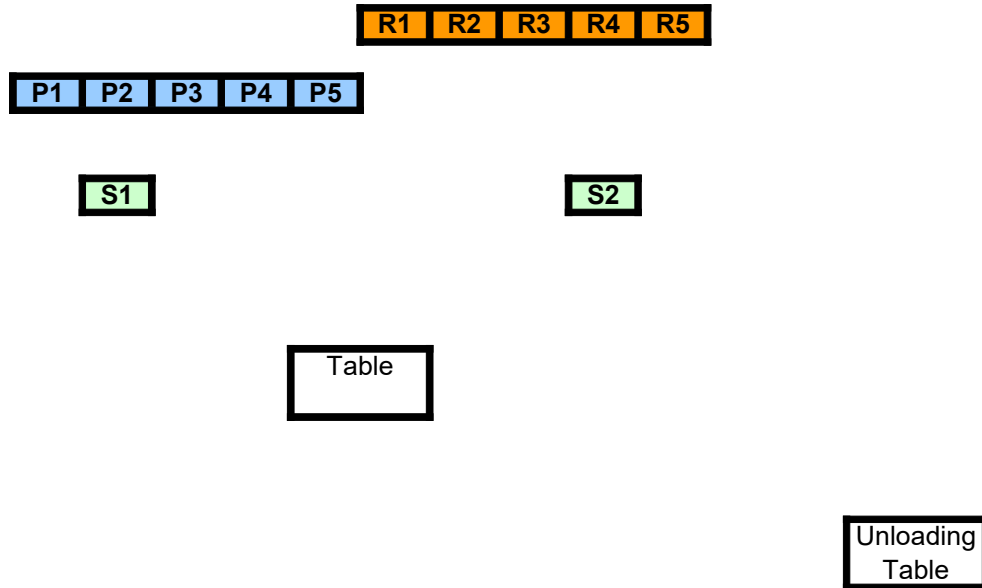 R1 R2 R3 R4 R5
P1 P2 P3 P4 P5
S1 S2
Table
Unloading
Table